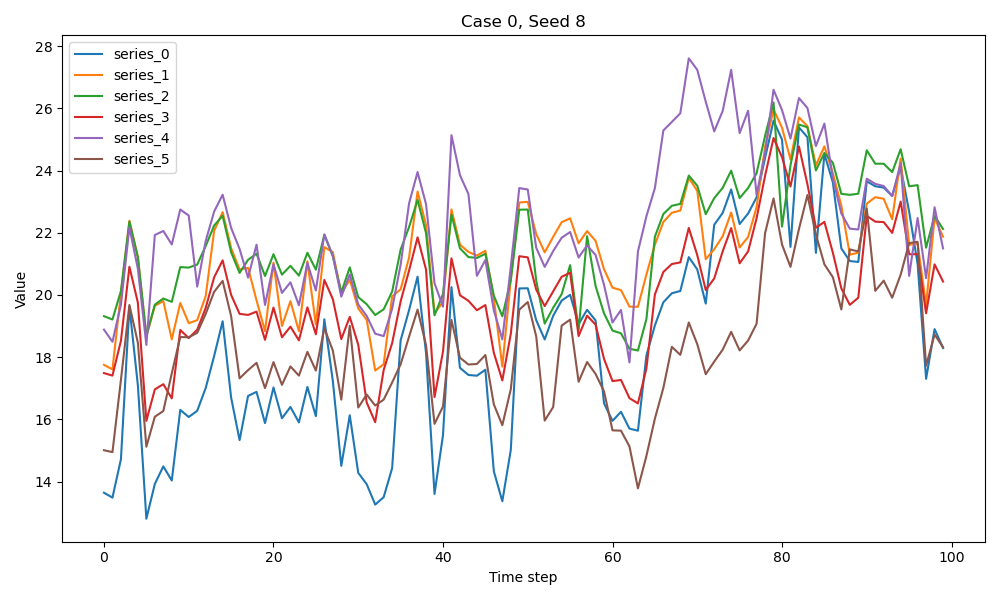 Case 0, Seed 8
28
26
24
22
20
18
16
14
Value
series_0
series_1
series_2
series_3
series_4
series_5
0
20
40
60
80
100
Time step